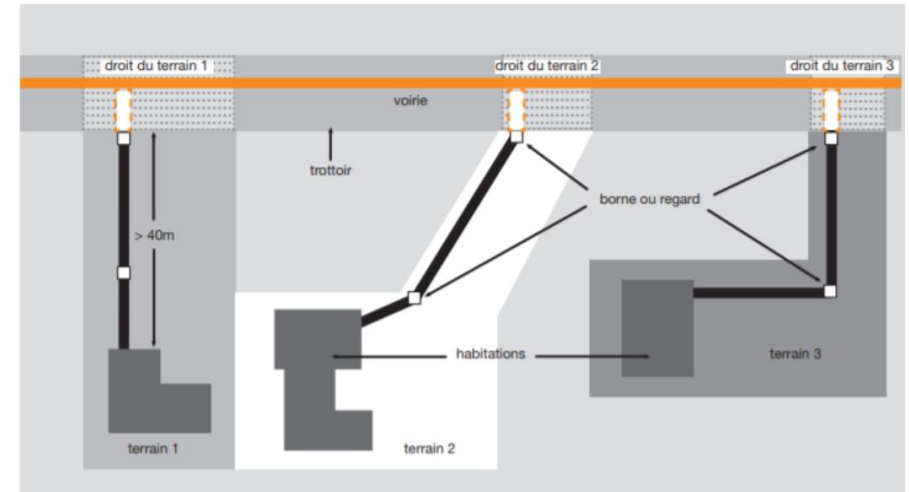 droit du terrain 1
droit du terrain 2
droit du terrain 3
voirie
trottoir
borne ou regard
> 40m
habitations
terrain 3
terrain 1
terrain 2